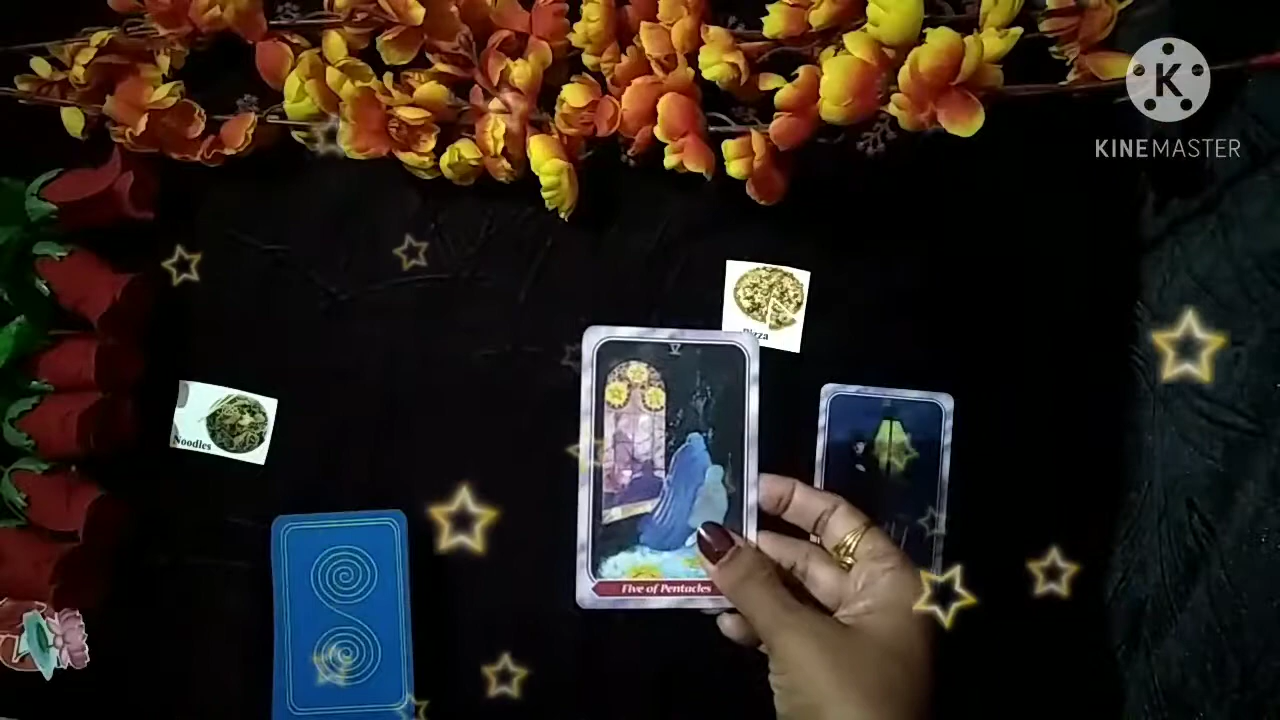 K
KINEMASTER
Pizza
V
Noodles
Five of Pentacles